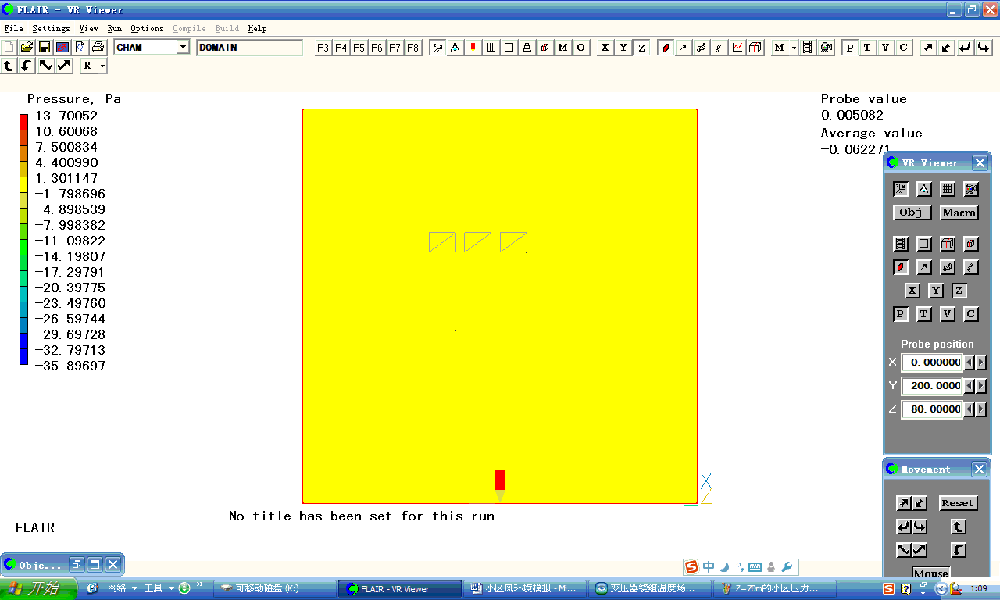 FLAIR - VR Viewer
File Settings View Run Options Compile Build Help
CHAM DOMAIN F3 F4 F5 F6 F7 F8 M O X Y Z M P T V C
R
Pressure, Pa
13.70052
10.60068
7.500834
4.400990
1.301147
-1.798696
-4.898539
-7.998382
-11.09822
-14.19807
-17.29791
-20.39775
-23.49760
-26.59744
-29.69728
-32.79713
-35.89697
Probe value
0.005082
Average value
-0.062271
VR Viewer
Obj Macro
X Y Z
P T V C
Probe position
X 0.000000
Y 200.0000
Z 80.00000
Movement
Reset
Mouse
X
Z
No title has been set for this run.
FLAIR
Obje...
中
开始 网络 工具 » 可移动磁盘 (K:) FLAIR - VR Viewer 小区风环境模拟 - Mi... 变压器绕组温度场... Z=70m的小区压力... 1:09